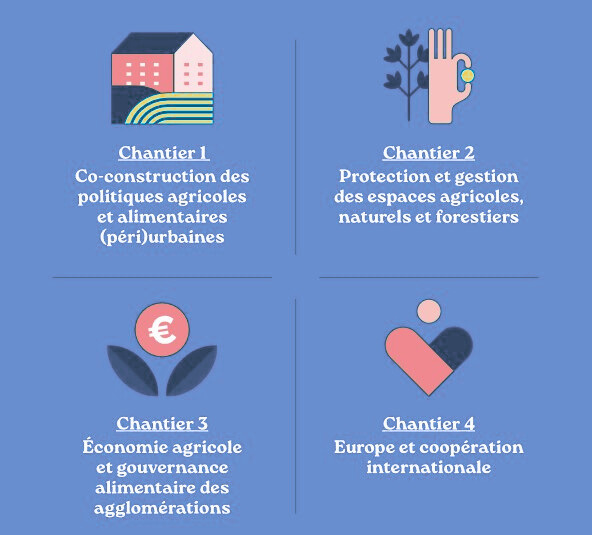 Chantier 1
Co-construction des
politiques agricoles
et alimentaires
(péri)urbaines
Chantier 2
Protection et gestion
des espaces agricoles,
naturels et forestiers
€
Chantier 3
Économie agricole
et gouvernance
alimentaire des
agglomérations
Chantier 4
Europe et coopération
internationale